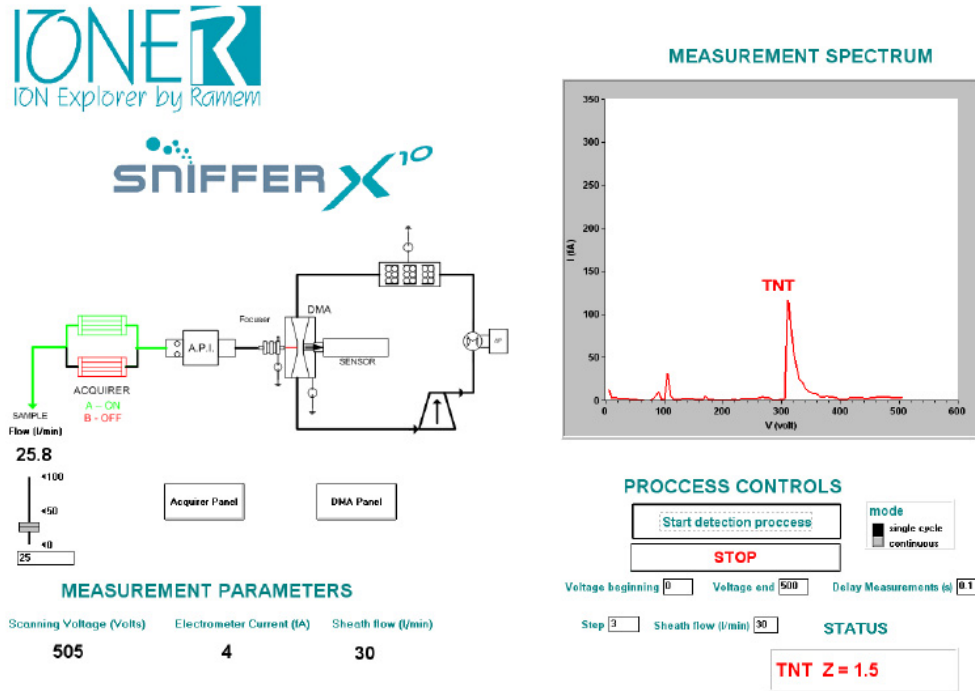 IONER
ION Explorer by Ramem
SNIFFER X10
MEASUREMENT SPECTRUM
350
300
250
200
150
100
50
0
I (fA)
TNT
0 100 200 300 400 500 600
V (volt)
DMA
Focuser
A.P.I.
SENSOR
ACQUIRER
A – ON
B - OFF
SAMPLE
Flow (l/min)
25.8
100
50
0
25
Acquirer Panel
DMA Panel
MEASUREMENT PARAMETERS
Scanning Voltage (Volts) Electrometer Current (fA) Sheath flow (l/min)
505 4 30
PROCCESS CONTROLS
Start detection proccess
STOP
mode
single cycle
continuous
Voltage beginning 0 Voltage end 500 Delay Measurements (s) 0.1
Step 3 Sheath flow (l/min) 30
STATUS
TNT Z = 1.5